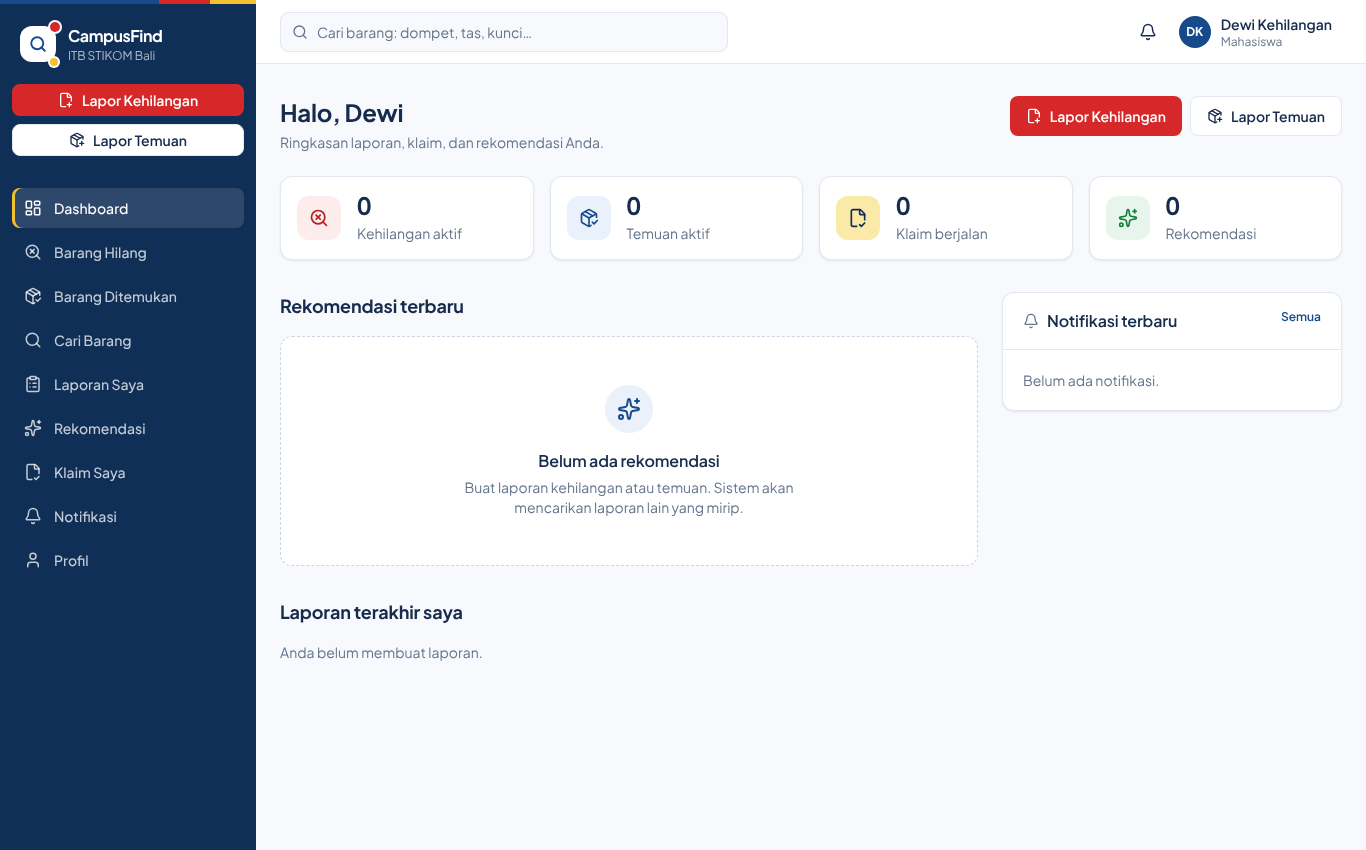 CampusFind
ITB STIKOM Bali
Lapor Kehilangan
Lapor Temuan
Dashboard
Barang Hilang
Barang Ditemukan
Cari Barang
Laporan Saya
Rekomendasi
Klaim Saya
Notifikasi
Profil
Cari barang: dompet, tas, kunci...
DK
Dewi Kehilangan
Mahasiswa
Halo, Dewi
Ringkasan laporan, klaim, dan rekomendasi Anda.
Lapor Kehilangan
Lapor Temuan
0
Kehilangan aktif
0
Temuan aktif
0
Klaim berjalan
0
Rekomendasi
Rekomendasi terbaru
Belum ada rekomendasi
Buat laporan kehilangan atau temuan. Sistem akan
mencarikan laporan lain yang mirip.
Notifikasi terbaru
Semua
Belum ada notifikasi.
Laporan terakhir saya
Anda belum membuat laporan.